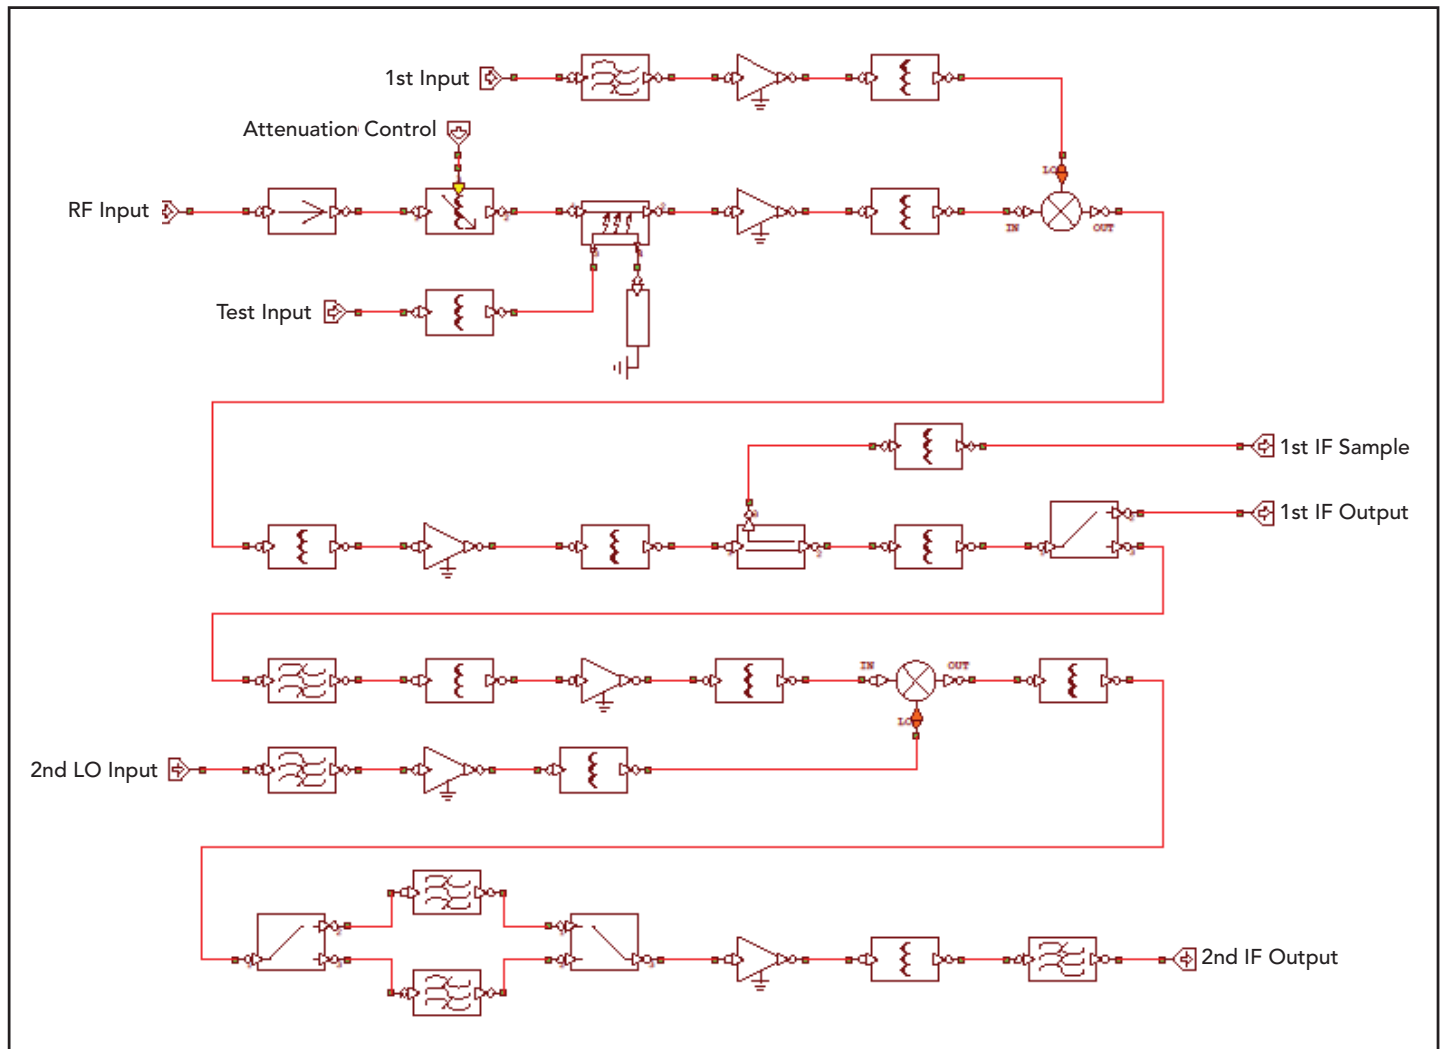 1st Input
Attenuation Control
LO
RF Input
IN
OUT
Test Input
1st IF Sample
1st IF Output
IN
OUT
LO
2nd LO Input
2nd IF Output